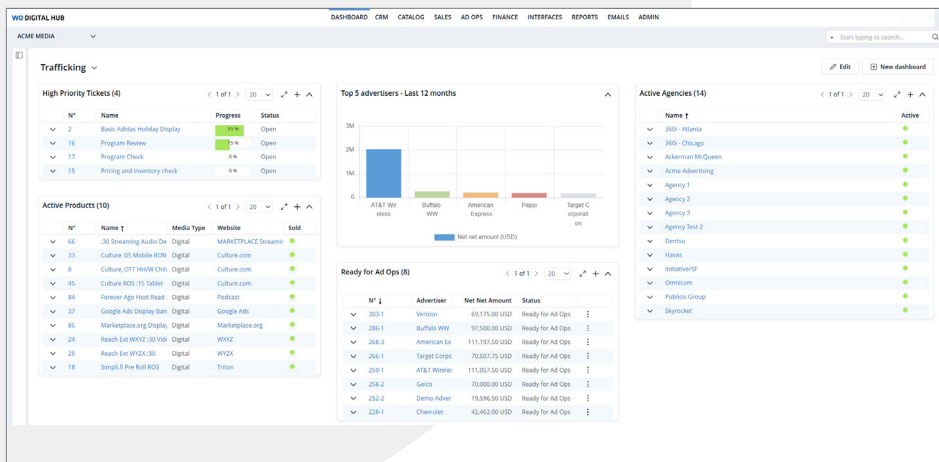 WO DIGITAL HUB
DASHBOARD CRM CATALOG SALES AD OPS FINANCE INTERFACES REPORTS EMAILS ADMIN
ACME MEDIA
Start typing to search...
Trafficking
Edit
New dashboard
High Priority Tickets (4)
1 of 1
20
N° Name Progress Status
2 Basic Adidas Holiday Display 55 % Open
16 Program Review Open
17 Program Check 0 % Open
15 Pricing and inventory check 0 % Open
Active Products (10)
1 of 1
20
N° Name Media Type Website Sold
66 :30 Streaming Audio De Digital MARKETPLACE Streamin
33 Culture :05 Mobile RON Digital Culture.com
8 Culture_OTT HH/W Chil Digital Culture.com
45 Culture ROS :15 Tablet Digital Culture.com
84 Forever Ago Host Read Digital Podcast
37 Google Ads Display Ban Digital Google Ads
85 Marketplace.org Display Digital Marketplace.org
24 Reach Ext WXYZ :30 Vid Digital WXYZ
25 Reach Ext WYZX :30 Digital WYZX
18 Simpli.fi Pre Roll ROS Digital Triton
Top 5 advertisers - Last 12 months
3M
2M
1M
0
AT&T Wir
eless
Buffalo
WW
American
Express
Pepsi
Target C
orporati
on
Net net amount (USD)
Ready for Ad Ops (8)
1 of 1
20
N° Advertiser Net Net Amount Status
303-1 Verizon 69,175.00 USD Ready for Ad Ops
286-1 Buffalo WW 97,500.00 USD Ready for Ad Ops
268-3 American Ex 111,197.50 USD Ready for Ad Ops
266-1 Target Corpo 70,507.75 USD Ready for Ad Ops
259-1 AT&T Wireles 111,057.50 USD Ready for Ad Ops
258-2 Geico 70,000.00 USD Ready for Ad Ops
252-2 Demo Adver 19,596.50 USD Ready for Ad Ops
228-1 Chevrolet 42,462.00 USD Ready for Ad Ops
Active Agencies (14)
1 of 1
20
Name Active
360i - Atlanta
360i - Chicago
Ackerman McQueen
Acme Advertising
Agency 1
Agency 2
Agency 3
Agency Test 2
Dentsu
Havas
Initiative/SF
Omnicom
Publicis Group
Skyrocket